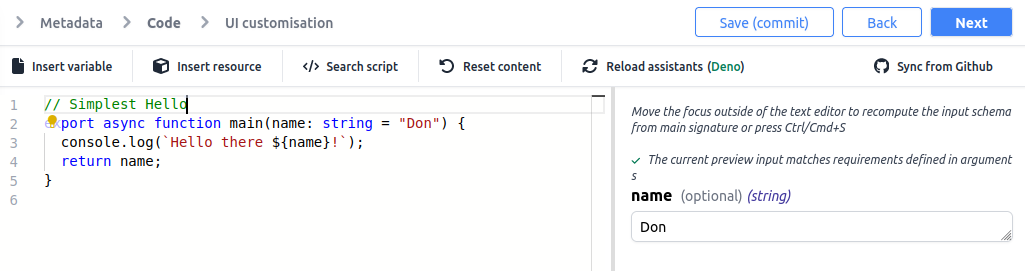 Metadata Code UI customisation Save (commit) Back Next
Insert variable Insert resource Search script Reset content Reload assistants (Deno) Sync from Github
1 // Simplest Hello
2 export async function main(name: string = "Don") {
3 console.log(`Hello there ${name}!`);
4 return name;
5 }
6
Move the focus outside of the text editor to recompute the input schema
from main signature or press Ctrl/Cmd+S
The current preview input matches requirements defined in argument
s
name (optional) (string)
Don